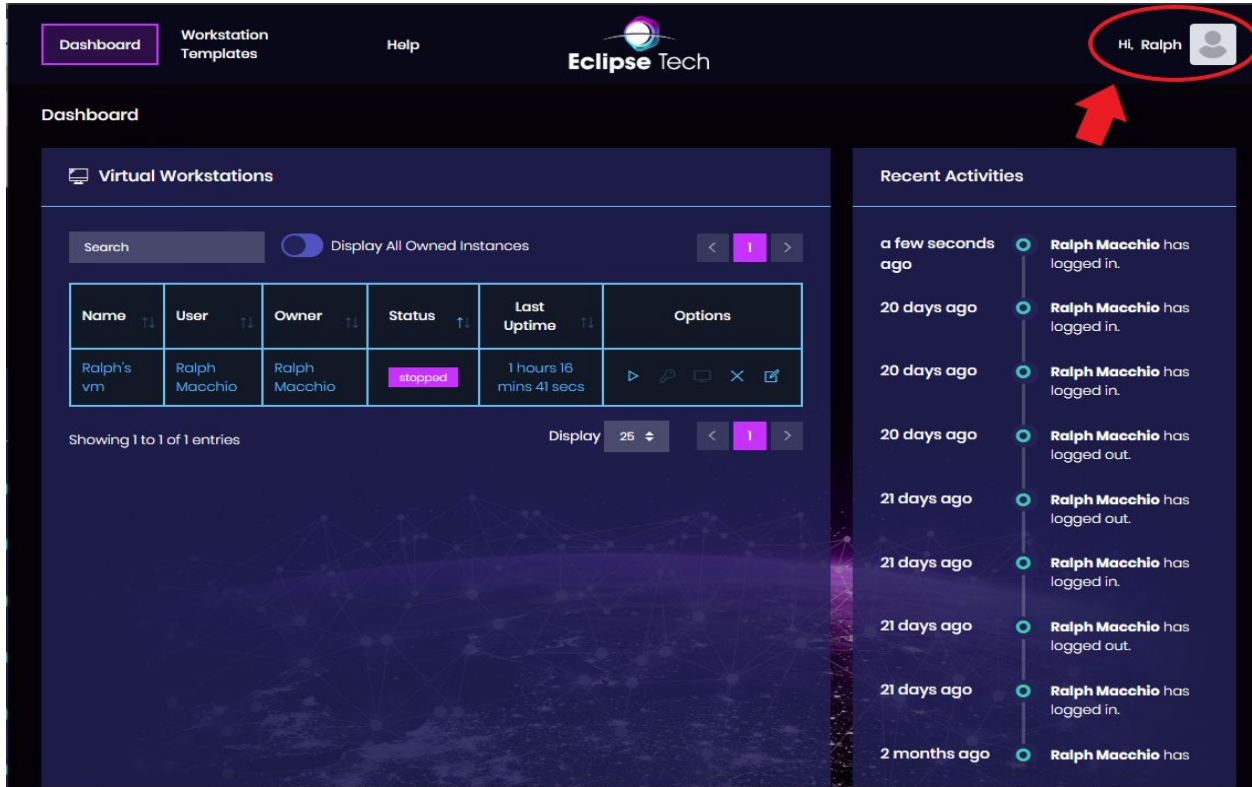 Dashboard
Workstation
Templates
Help
Eclipse Tech
Hi, Ralph
Dashboard
Virtual Workstations
Search
Display All Owned Instances
< 1 >
Name
User
Owner
Status
Last
Uptime
Options
Ralph's
vm
Ralph
Macchio
Ralph
Macchio
stopped
1 hours 16
mins 41 secs
Showing 1 to 1 of 1 entries
Display 25
< 1 >
Recent Activities
a few seconds
ago
Ralph Macchio has
logged in.
20 days ago
Ralph Macchio has
logged in.
20 days ago
Ralph Macchio has
logged in.
20 days ago
Ralph Macchio has
logged out.
21 days ago
Ralph Macchio has
logged out.
21 days ago
Ralph Macchio has
logged in.
21 days ago
Ralph Macchio has
logged out.
21 days ago
Ralph Macchio has
logged in.
2 months ago
Ralph Macchio has